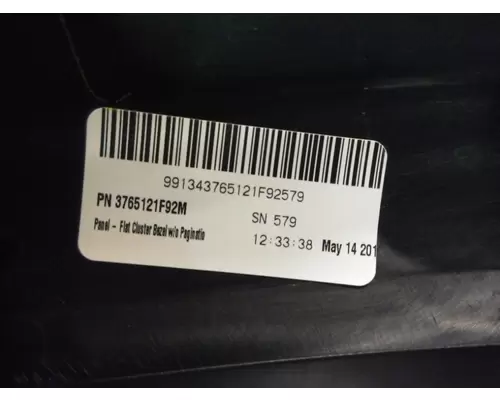 991343765121F92579
PN 3765121F92M
SN 579
Panel - Flat Cluster Bezel w/o Paginatio
12:33:38 May 14 201